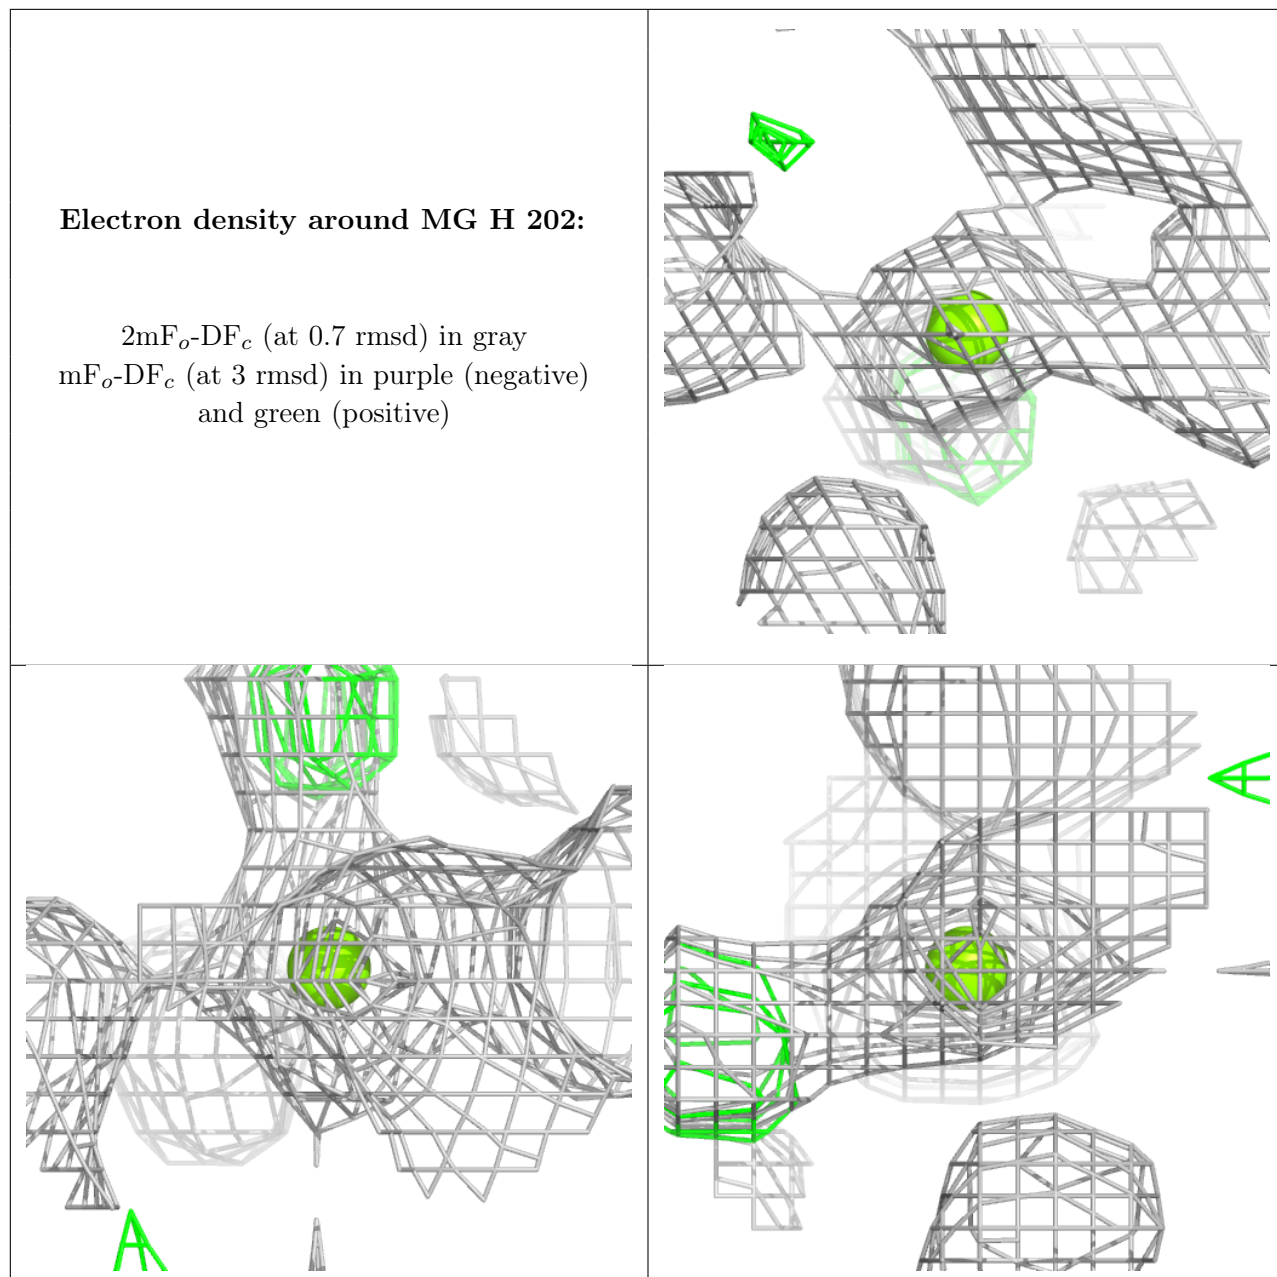 Electron density around MG H 202:
2mFo-DFc (at 0.7 rmsd) in gray
mFo-DFc (at 3 rmsd) in purple (negative)
and green (positive)